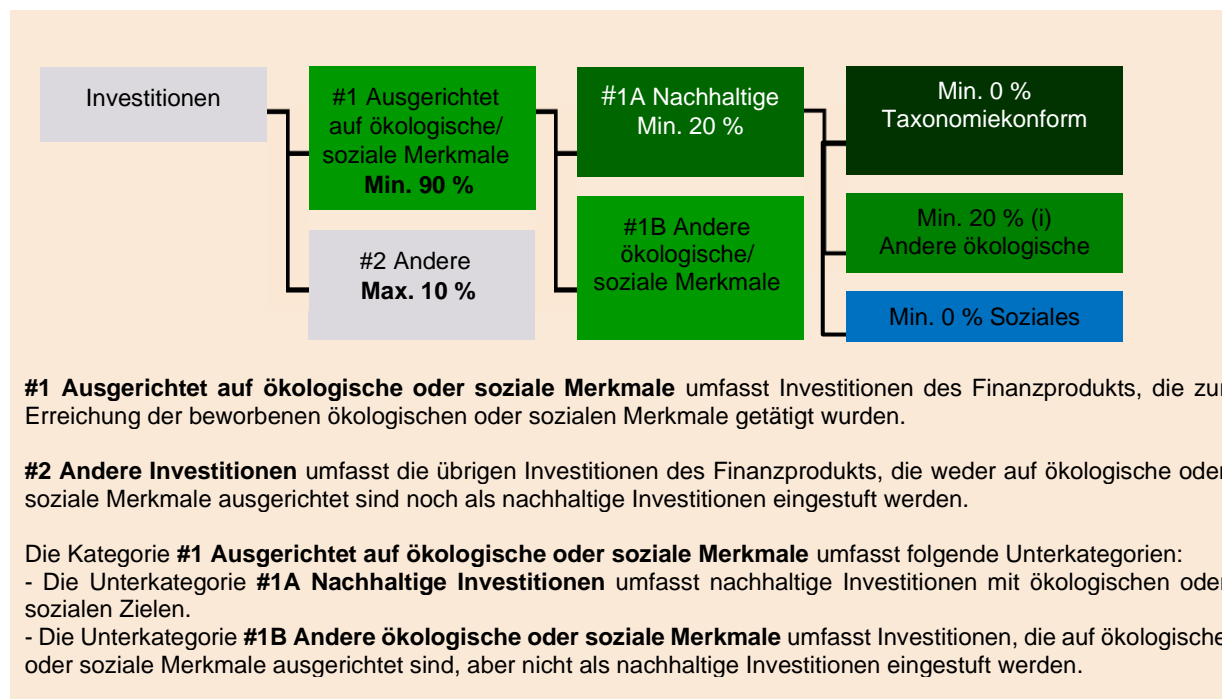 Investitionen
#1 Ausgerichtet
auf ökologische/
soziale Merkmale
Min. 90 %
#2 Andere
Max. 10 %
#1A Nachhaltige
Min. 20 %
#1B Andere
ökologische/
soziale Merkmale
Min. 0 %
Taxonomiekonform
Min. 20 % (i)
Andere ökologische
Min. 0 % Soziales
#1 Ausgerichtet auf ökologische oder soziale Merkmale umfasst Investitionen des Finanzprodukts, die zur
Erreichung der beworbenen ökologischen oder sozialen Merkmale getätigt wurden.
#2 Andere Investitionen umfasst die übrigen Investitionen des Finanzprodukts, die weder auf ökologische oder
soziale Merkmale ausgerichtet sind noch als nachhaltige Investitionen eingestuft werden.
Die Kategorie #1 Ausgerichtet auf ökologische oder soziale Merkmale umfasst folgende Unterkategorien:
- Die Unterkategorie #1A Nachhaltige Investitionen umfasst nachhaltige Investitionen mit ökologischen oder
sozialen Zielen.
- Die Unterkategorie #1B Andere ökologische oder soziale Merkmale umfasst Investitionen, die auf ökologische
oder soziale Merkmale ausgerichtet sind, aber nicht als nachhaltige Investitionen eingestuft werden.